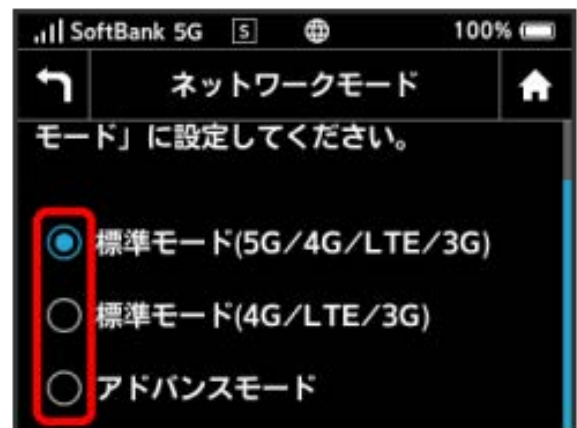 SoftBank 5G S 100%
ネットワークモード
モード」に設定してください。
標準モード(5G/4G/LTE/3G)
標準モード(4G/LTE/3G)
アドバンスモード